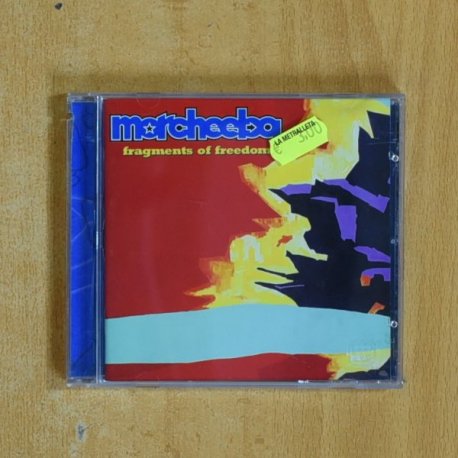 morcheeba
fragments of freedom
LA METRALLETA
€ 3,00